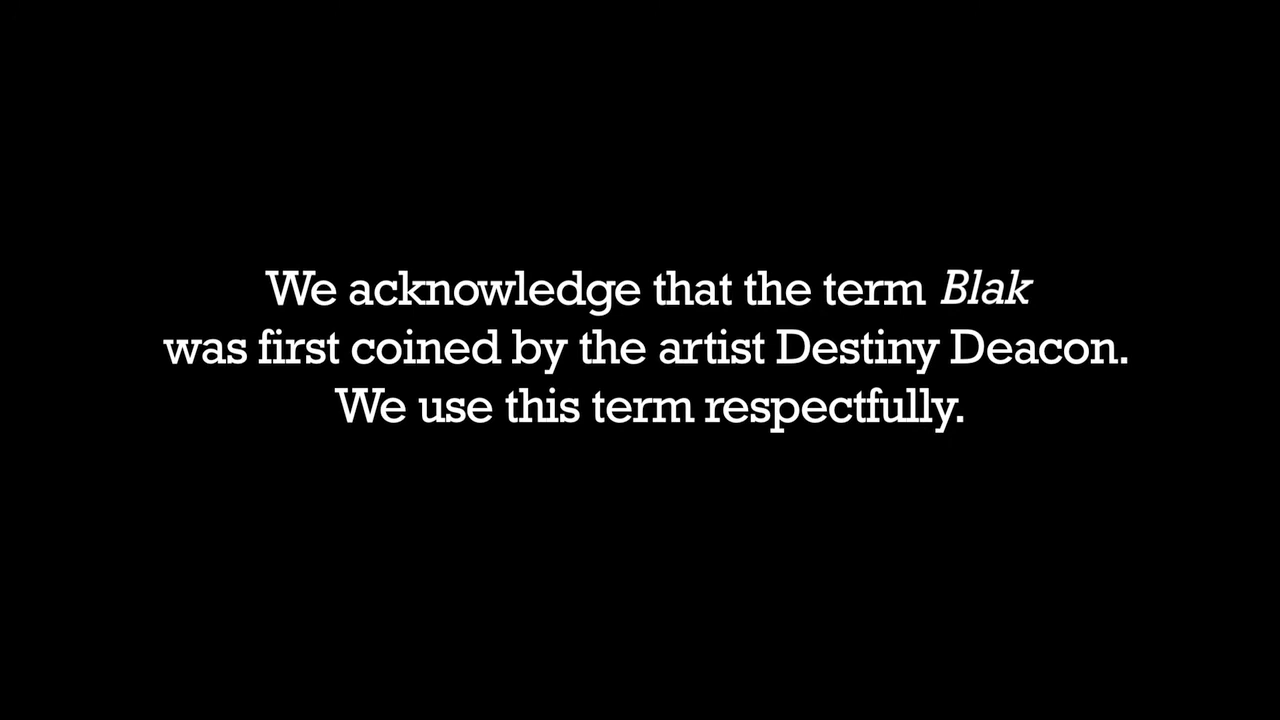 We acknowledge that the term Blak
was first coined by the artist Destiny Deacon.
We use this term respectfully.